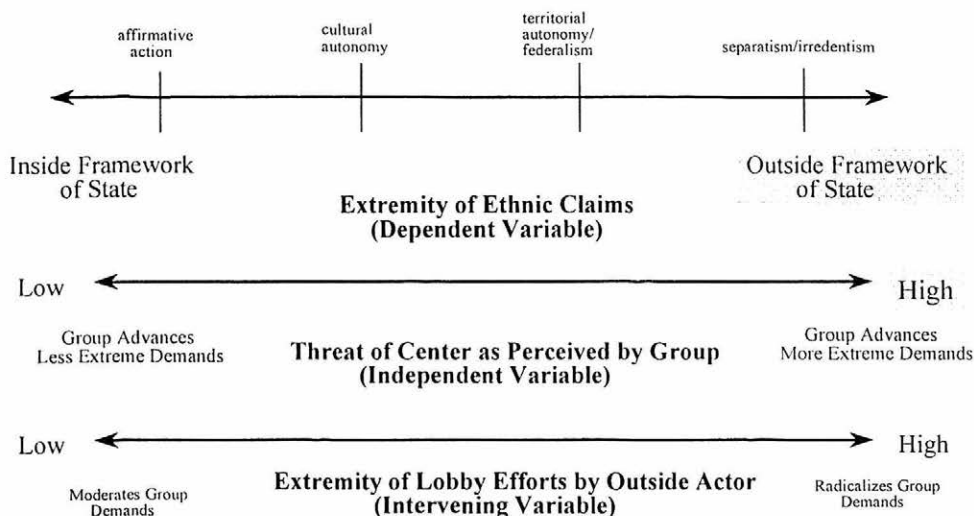 affirmative
action
cultural
autonomy
territorial
autonomy/
federalism
separatism/irredentism
Inside Framework
of State
Outside Framework
of State
Extremity of Ethnic Claims
(Dependent Variable)
Low
High
Group Advances
Less Extreme Demands
Threat of Center as Perceived by Group
(Independent Variable)
Group Advances
More Extreme Demands
Low
High
Moderates Group
Demands
Extremity of Lobby Efforts by Outside Actor
(Intervening Variable)
Radicalizes Group
Demands